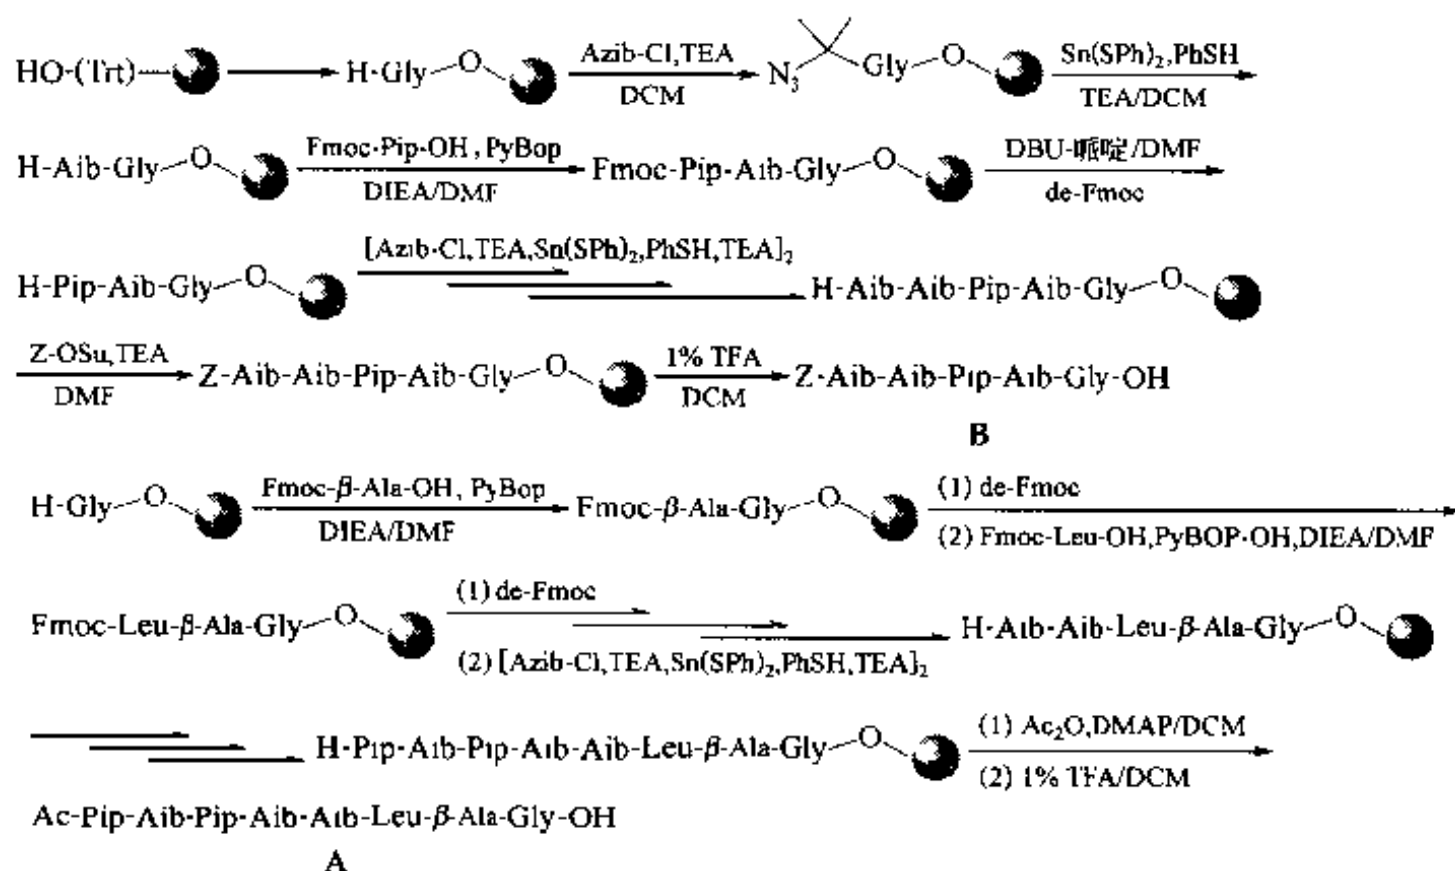 HO-(Trt) H-Gly-O Azib-Cl,TEA DCM N3 Gly-O Sn(SPh)2,PhSH TEA/DCM
H-Aib-Gly-O Fmoc-Pip-OH, PyBop DIEA/DMF Fmoc-Pip-Aib-Gly-O DBU-哌啶/DMF de-Fmoc
H-Pip-Aib-Gly-O [Azib-Cl,TEA,Sn(SPh)2,PhSH,TEA]2 H-Aib-Aib-Pip-Aib-Gly-O
Z-OSu,TEA DMF Z-Aib-Aib-Pip-Aib-Gly-O 1% TFA DCM Z-Aib-Aib-Pip-Aib-Gly-OH
B
H-Gly-O Fmoc-β-Ala-OH, PyBop DIEA/DMF Fmoc-β-Ala-Gly-O (1) de-Fmoc (2) Fmoc-Leu-OH,PyBOP-OH,DIEA/DMF
Fmoc-Leu-β-Ala-Gly-O (1) de-Fmoc (2) [Azib-Cl,TEA,Sn(SPh)2,PhSH,TEA]2 H-Aib-Aib-Leu-β-Ala-Gly-O
H-Pip-Aib-Pip-Aib-Aib-Leu-β-Ala-Gly-O (1) Ac2O,DMAP/DCM (2) 1% TFA/DCM
Ac-Pip-Aib-Pip-Aib-Aib-Leu-β-Ala-Gly-OH
A